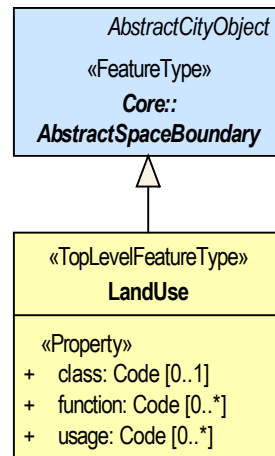 AbstractCityObject
«FeatureType»
Core::
AbstractSpaceBoundary
«TopLevelFeatureType»
LandUse
«Property»
+ class: Code [0..1]
+ function: Code [0..*]
+ usage: Code [0..*]